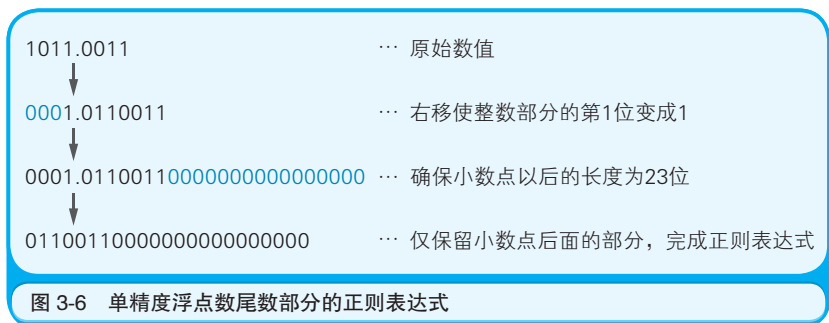 1011.0011 … 原始数值
0001.0110011 … 右移使整数部分的第1位变成1
0001.01100110000000000000000 … 确保小数点以后的长度为23位
01100110000000000000000 … 仅保留小数点后面的部分，完成正则表达式
图 3-6 单精度浮点数尾数部分的正则表达式